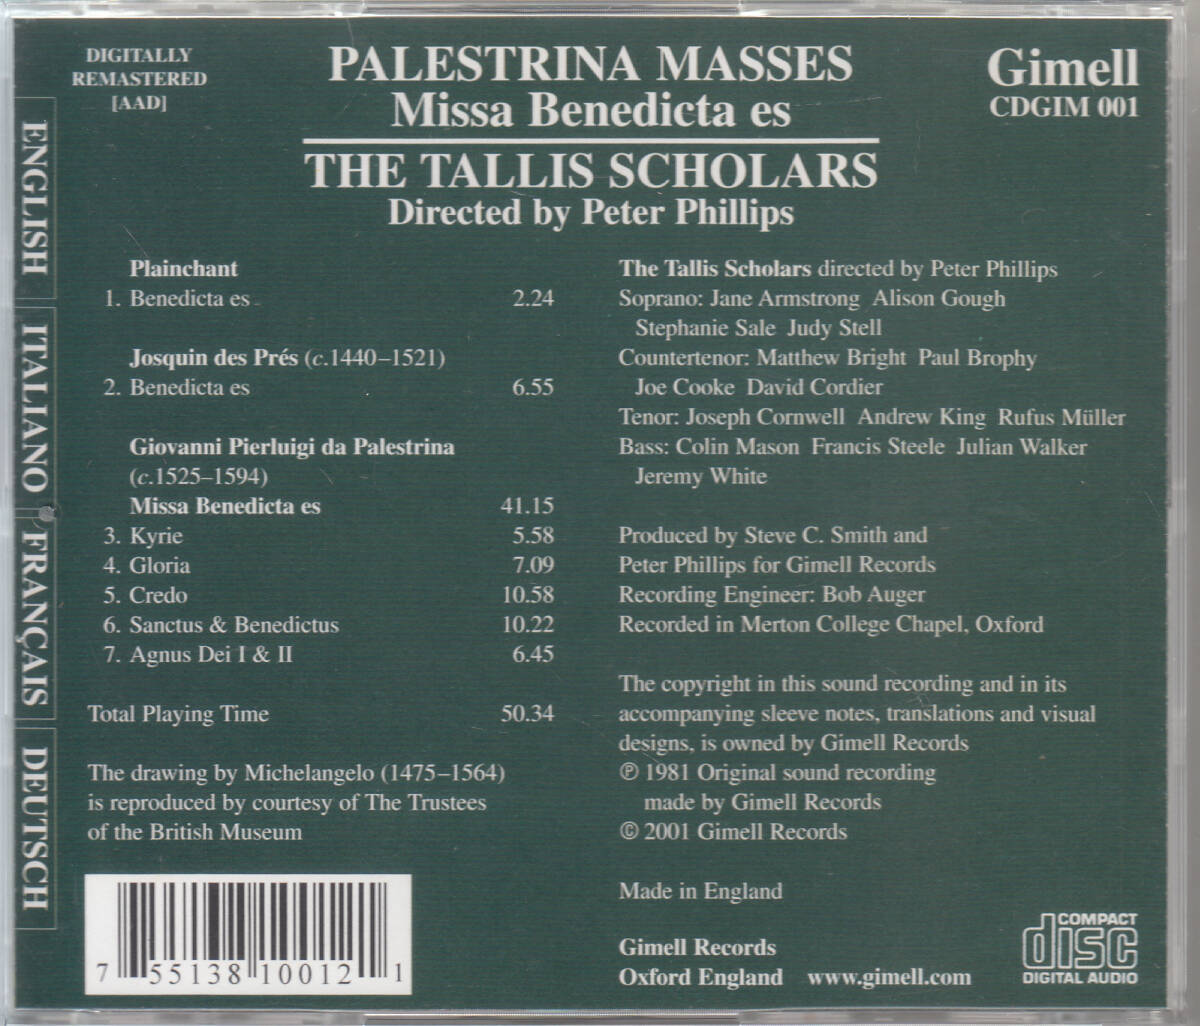 DIGITALLY
REMASTERED
[AAD]
PALESTRINA MASSES
Missa Benedicta es
THE TALLIS SCHOLARS
Directed by Peter Phillips
Gimell
CDGIM 001
ENGLISH
ITALIANO
FRANÇAIS
DEUTSCH
Plainchant
1. Benedicta es 2.24
Josquin des Prés (c.1440–1521)
2. Benedicta es 6.55
Giovanni Pierluigi da Palestrina
(c.1525–1594)
Missa Benedicta es 41.15
3. Kyrie 5.58
4. Gloria 7.09
5. Credo 10.58
6. Sanctus & Benedictus 10.22
7. Agnus Dei I & II 6.45
Total Playing Time 50.34
The drawing by Michelangelo (1475–1564)
is reproduced by courtesy of The Trustees
of the British Museum
7 55138 10012 1
The Tallis Scholars directed by Peter Phillips
Soprano: Jane Armstrong Alison Gough
Stephanie Sale Judy Stell
Countertenor: Matthew Bright Paul Brophy
Joe Cooke David Cordier
Tenor: Joseph Cornwell Andrew King Rufus Müller
Bass: Colin Mason Francis Steele Julian Walker
Jeremy White
Produced by Steve C. Smith and
Peter Phillips for Gimell Records
Recording Engineer: Bob Auger
Recorded in Merton College Chapel, Oxford
The copyright in this sound recording and in its
accompanying sleeve notes, translations and visual
designs, is owned by Gimell Records
℗ 1981 Original sound recording
made by Gimell Records
© 2001 Gimell Records
Made in England
Gimell Records
Oxford England www.gimell.com
COMPACT
disc
DIGITAL AUDIO